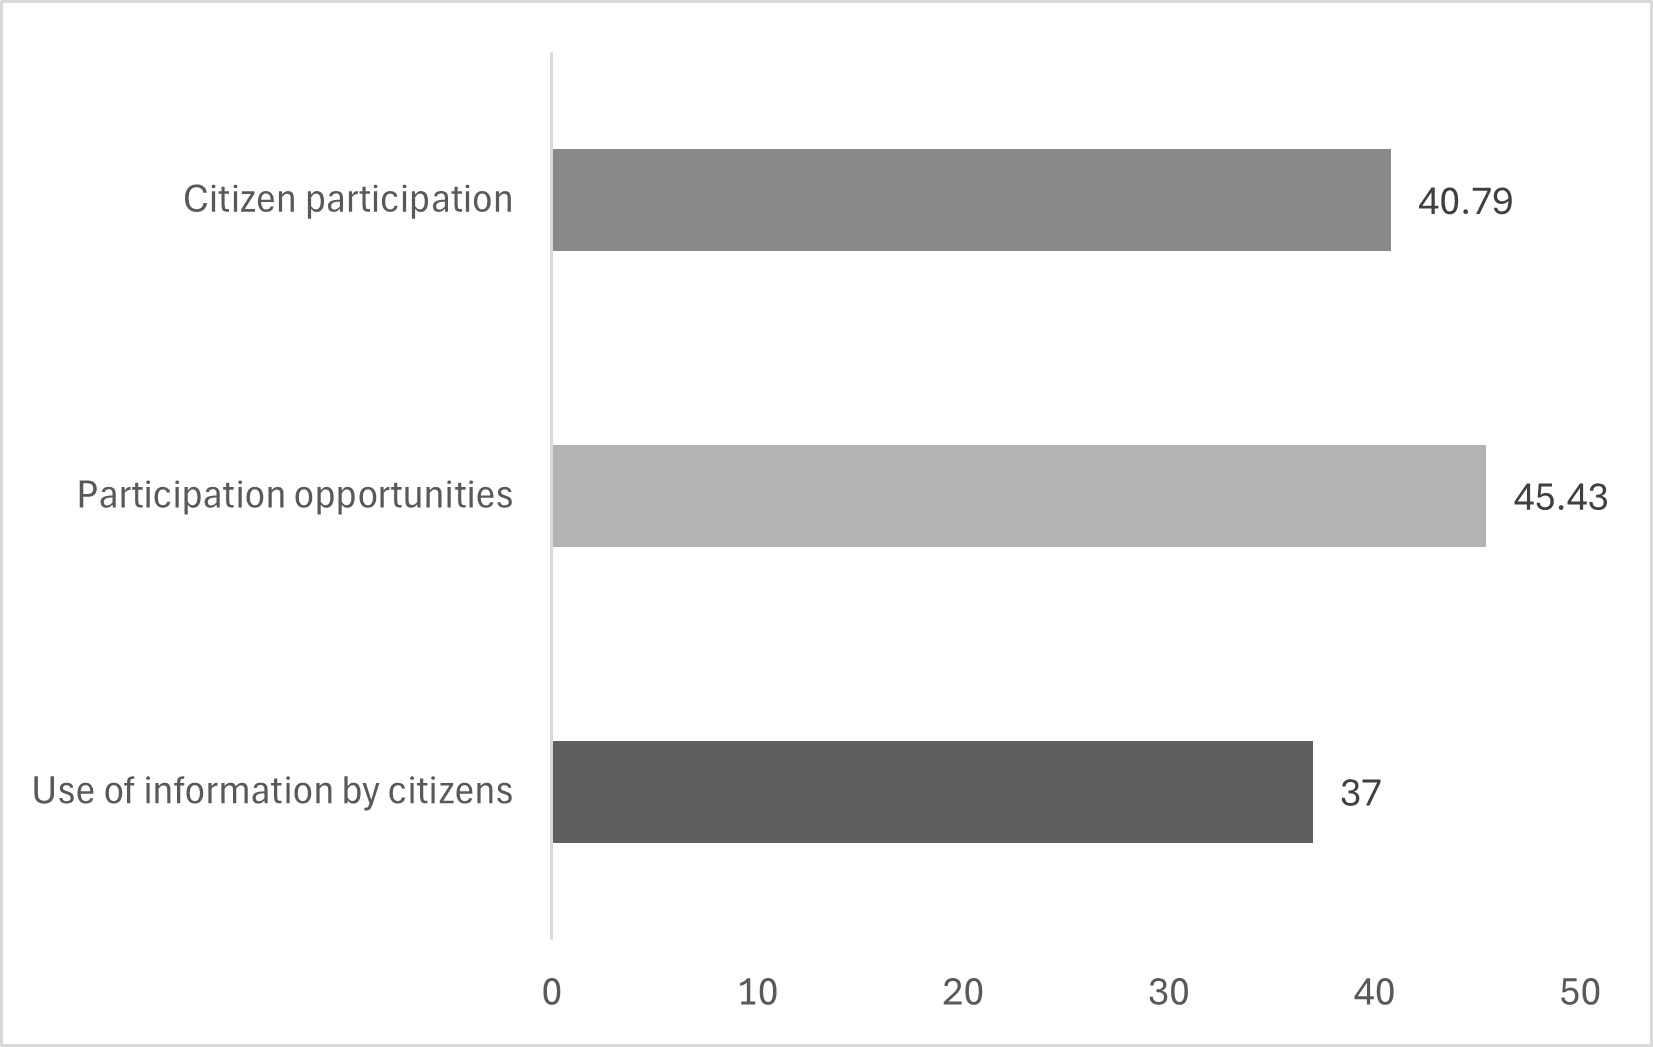 Citizen participation
40.79
Participation opportunities
45.43
Use of information by citizens
37
0 10 20 30 40 50